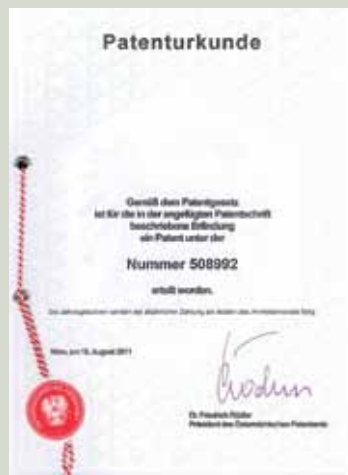 Patenturkunde
Gemäß dem Patentgesetz
ist für die in der angefügten Patentschrift
beschriebene Erfindung
ein Patent unter der
Nummer 508992
erteilt worden.
Wien, am 15. August 2011
Dr. Friedrich Rödler
Präsident des Österreichischen Patentamts